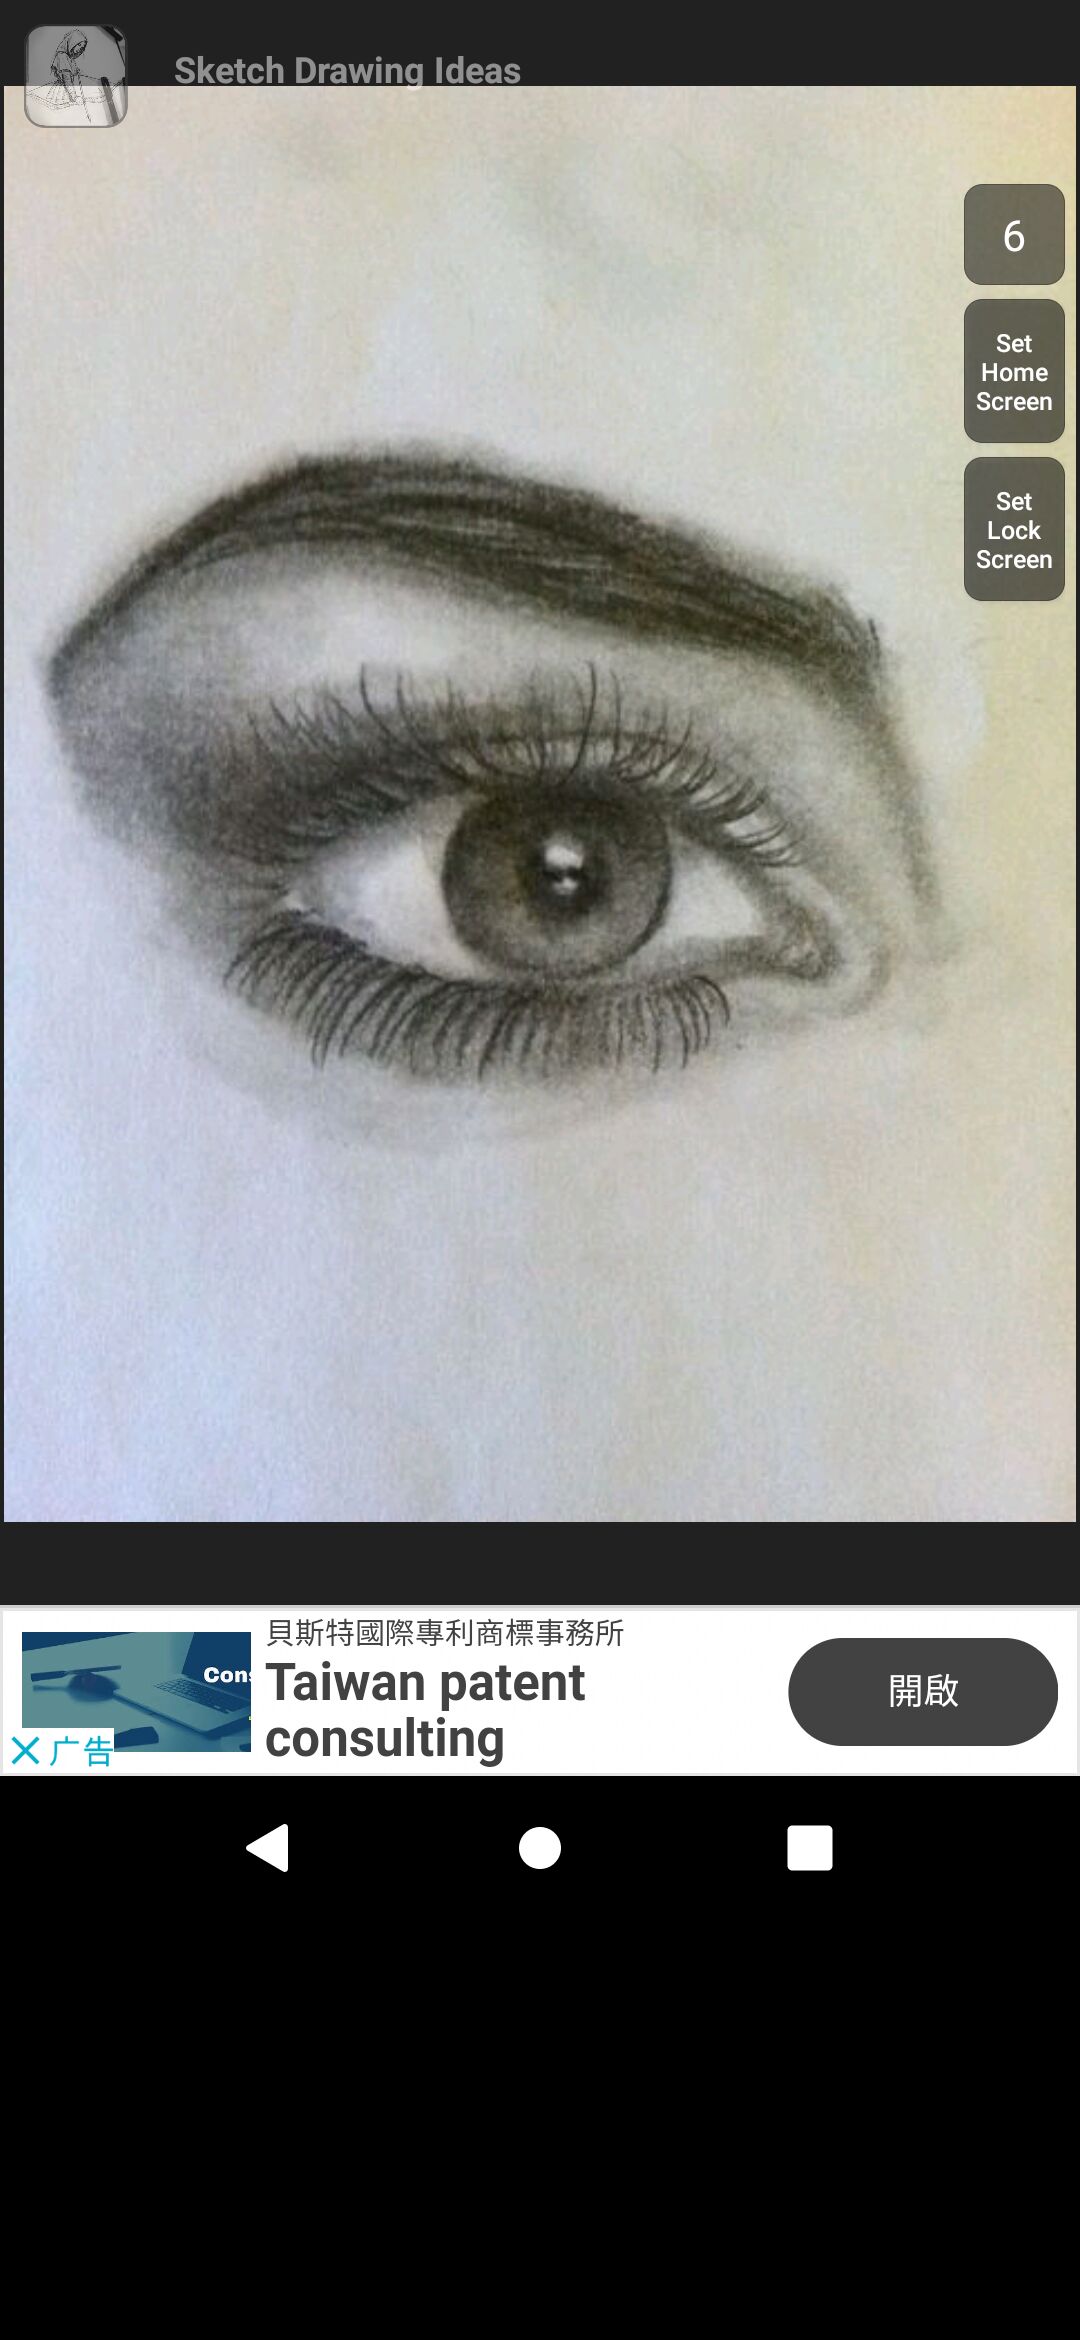 Sketch Drawing Ideas
6
Set
Home
Screen
Set
Lock
Screen
貝斯特國際專利商標事務所
Taiwan patent
consulting
Cons
開啟
广告